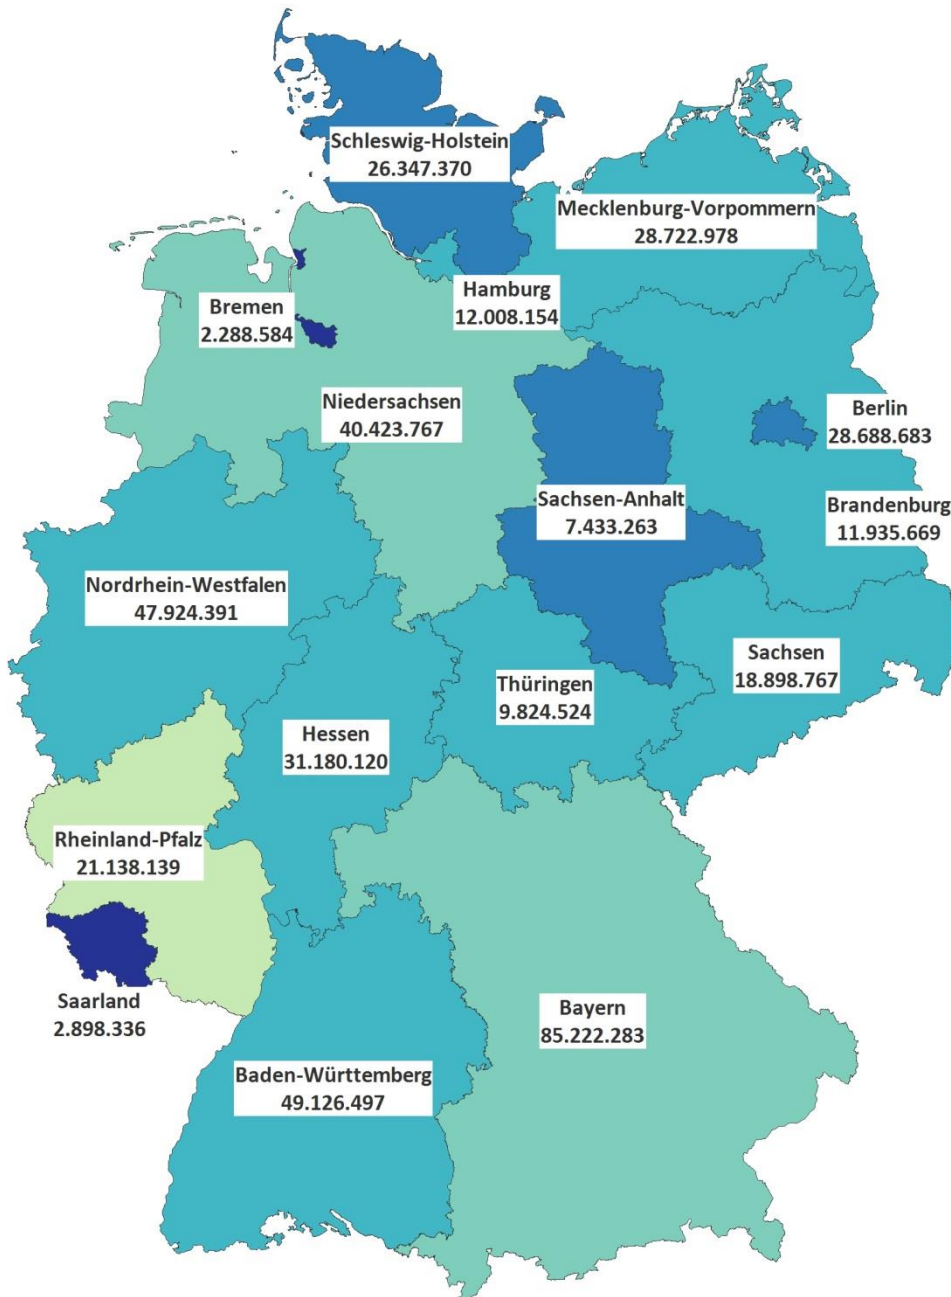 Schleswig-Holstein
26.347.370
Mecklenburg-Vorpommern
28.722.978
Hamburg
12.008.154
Bremen
2.288.584
Niedersachsen
40.423.767
Berlin
28.688.683
Sachsen-Anhalt
7.433.263
Brandenburg
11.935.669
Nordrhein-Westfalen
47.924.391
Sachsen
18.898.767
Thüringen
9.824.524
Hessen
31.180.120
Rheinland-Pfalz
21.138.139
Saarland
2.898.336
Bayern
85.222.283
Baden-Württemberg
49.126.497